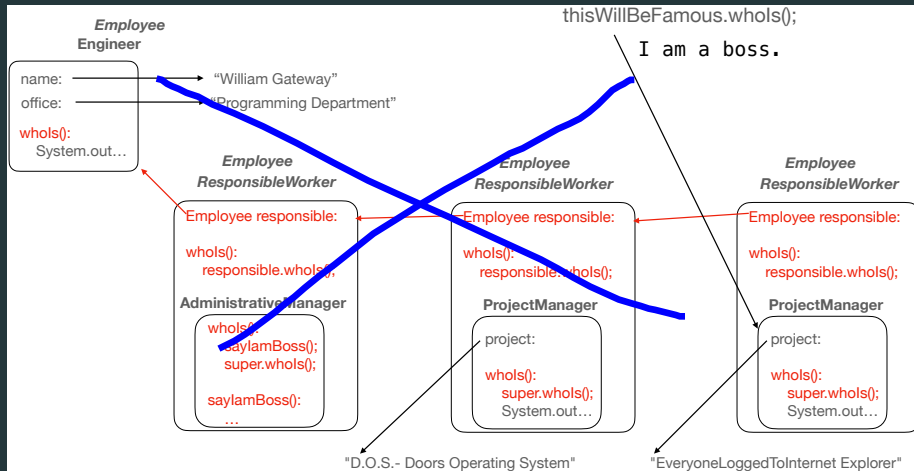 thisWillBeFamous.whoIs();
I am a boss.
Employee
Engineer
name:
“William Gateway”
office:
“Programming Department”
whoIs():
System.out…
Employee
ResponsibleWorker
Employee responsible:
whoIs():
responsible.whoIs();
AdministrativeManager
whoIs():
sayIamBoss();
super.whoIs();
sayIamBoss():
…
Employee
ResponsibleWorker
Employee responsible:
whoIs():
responsible.whoIs();
ProjectManager
project:
whoIs():
super.whoIs();
System.out…
"D.O.S.- Doors Operating System"
Employee
ResponsibleWorker
Employee responsible:
whoIs():
responsible.whoIs();
ProjectManager
project:
whoIs():
super.whoIs();
System.out…
"EveryoneLoggedToInternet Explorer"